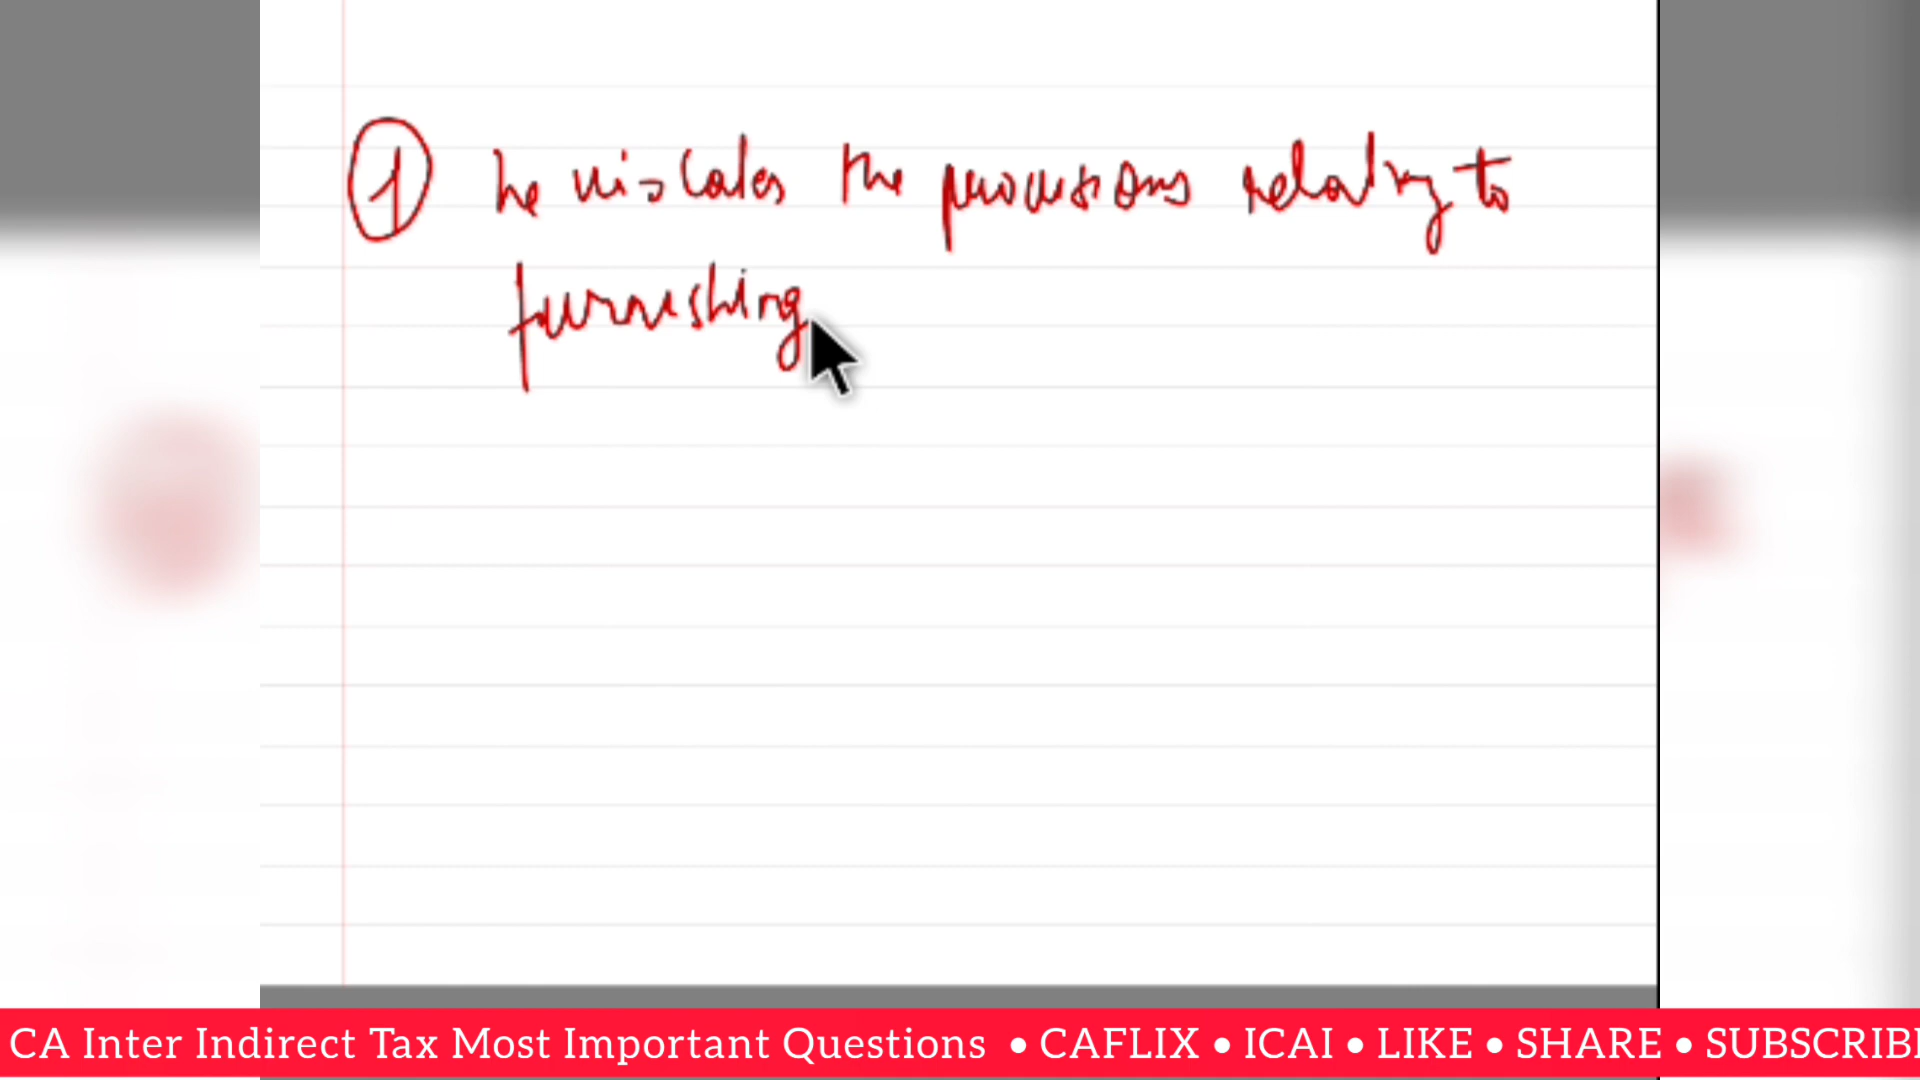 1 he violates the provisions relating to
furnishing
CA Inter Indirect Tax Most Important Questions • CAFLIX • ICAI • LIKE • SHARE • SUBSCRIB